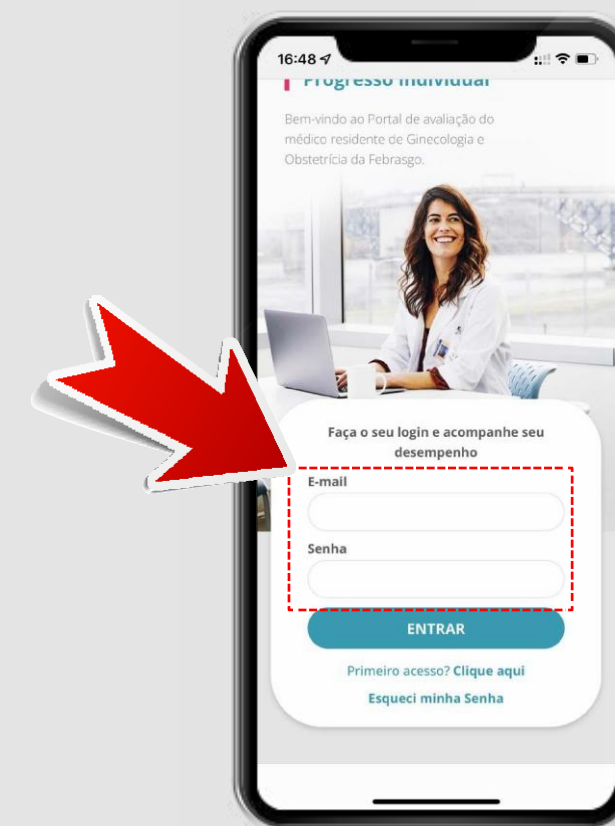 16:48
Progresso Individual
Bem-vindo ao Portal de avaliação do
médico residente de Ginecologia e
Obstetrícia da Febrasgo.
Faça o seu login e acompanhe seu
desempenho
E-mail
Senha
ENTRAR
Primeiro acesso? Clique aqui
Esqueci minha Senha